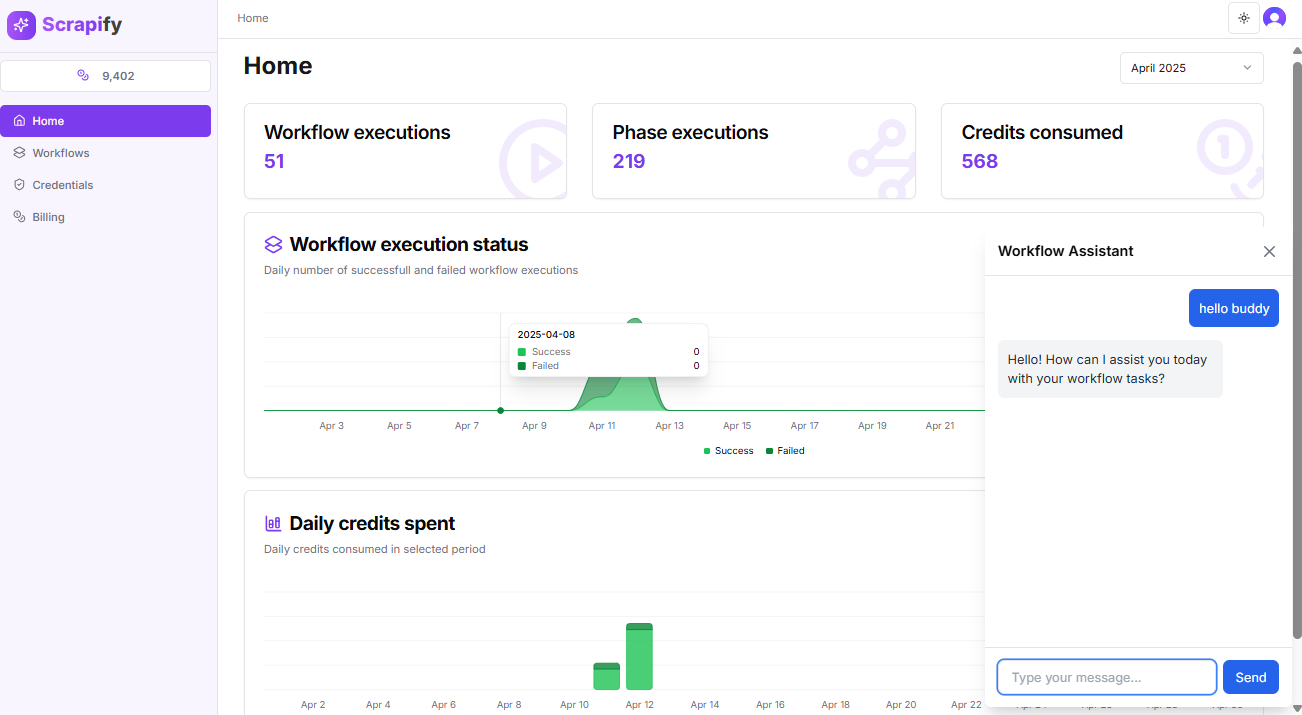 Scrapify
Home
9,402
Home
Workflows
Credentials
Billing
Home
April 2025
Workflow executions
51
Phase executions
219
Credits consumed
568
Workflow execution status
Daily number of successfull and failed workflow executions
2025-04-08
Success 0
Failed 0
Apr 3 Apr 5 Apr 7 Apr 9 Apr 11 Apr 13 Apr 15 Apr 17 Apr 19 Apr 21
Success Failed
Daily credits spent
Daily credits consumed in selected period
Apr 2 Apr 4 Apr 6 Apr 8 Apr 10 Apr 12 Apr 14 Apr 16 Apr 18 Apr 20 Apr 22
Workflow Assistant
hello buddy
Hello! How can I assist you today
with your workflow tasks?
Type your message...
Send